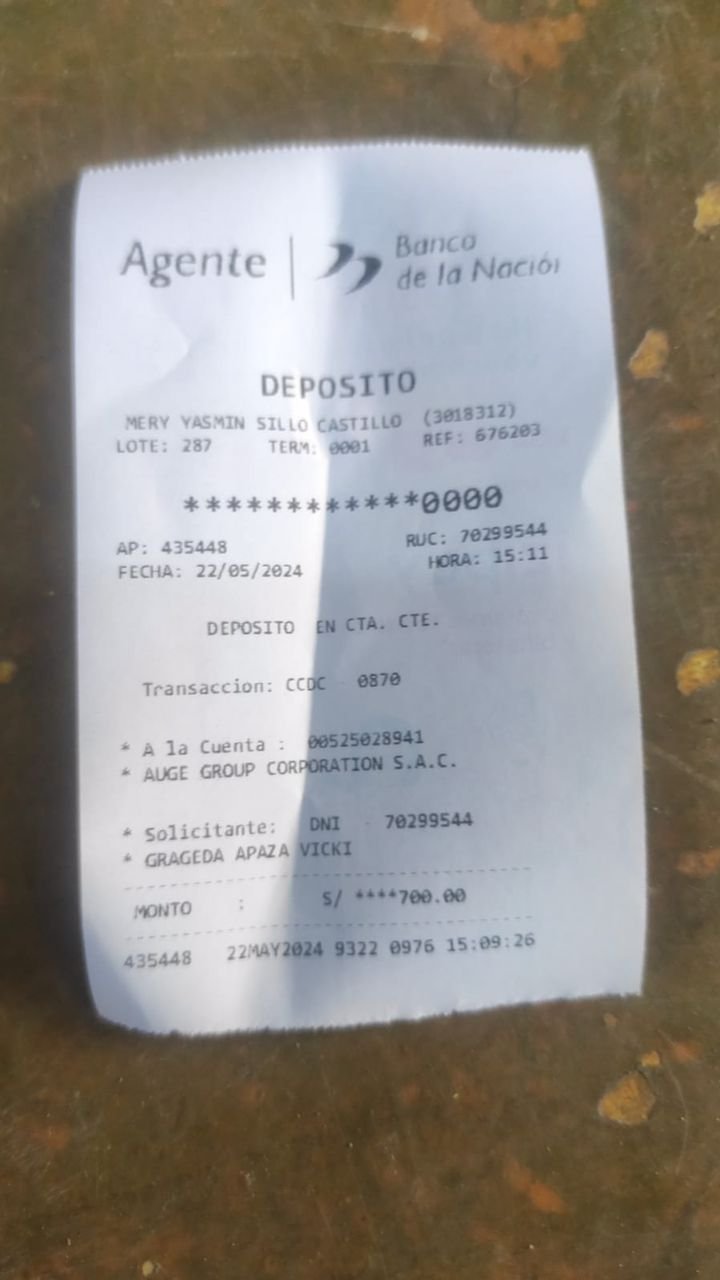 Agente | Banco
de la Nación
DEPOSITO
MERY YASMIN SILLO CASTILLO (3018312)
LOTE: 287 TERM: 0001 REF: 676203
************0000
AP: 435448 RUC: 70299544
FECHA: 22/05/2024 HORA: 15:11
DEPOSITO EN CTA. CTE.
Transaccion: CCDC 0870
* A la Cuenta : 00525028941
* AUGE GROUP CORPORATION S.A.C.
* Solicitante: DNI 70299544
* GRAGEDA APAZA VICKI
MONTO : S/ ****700.00
435448 22MAY2024 9322 0976 15:09:26